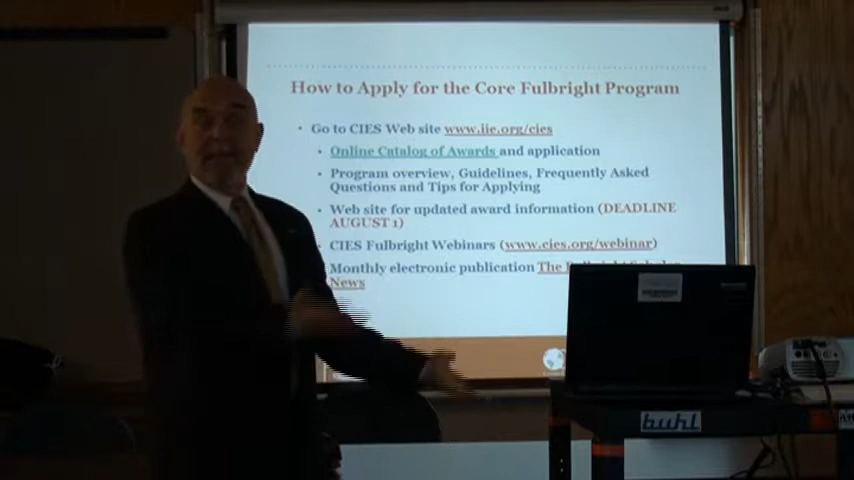 How to Apply for the Core Fulbright Program
• Go to CIES Web site www.iie.org/cies
• Online Catalog of Awards and application
• Program overview, Guidelines, Frequently Asked
Questions and Tips for Applying
• Web site for updated award information (DEADLINE
AUGUST 1)
• CIES Fulbright Webinars (www.cies.org/webinar)
Monthly electronic publication The
News
buhl